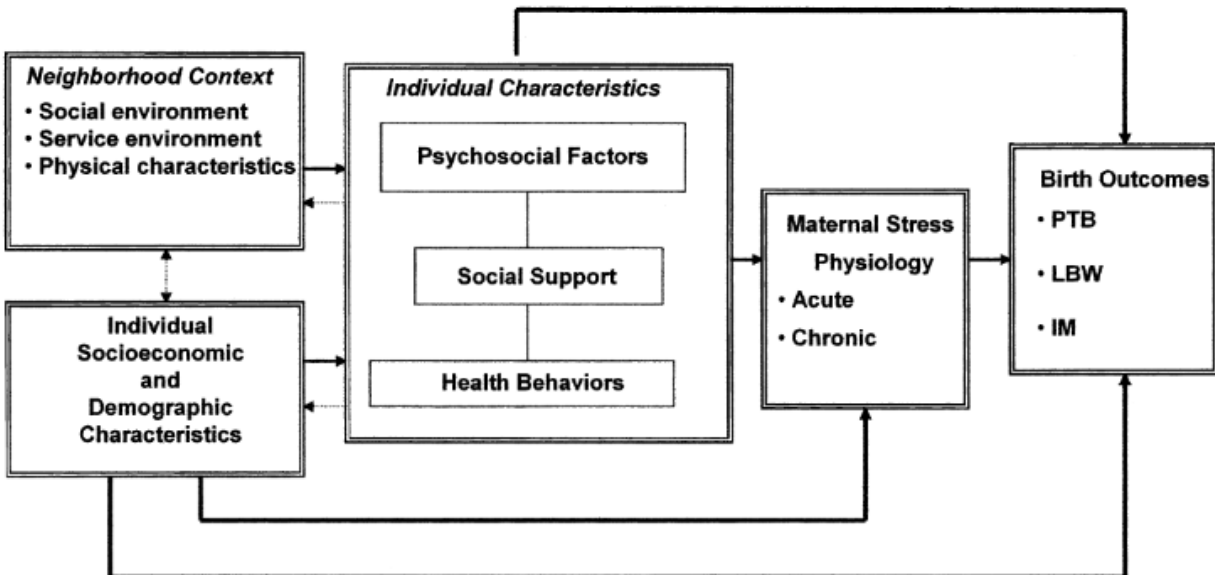 Neighborhood Context
• Social environment
• Service environment
• Physical characteristics
Individual
Socioeconomic
and
Demographic
Characteristics
Individual Characteristics
Psychosocial Factors
Social Support
Health Behaviors
Maternal Stress
Physiology
• Acute
• Chronic
Birth Outcomes
• PTB
• LBW
• IM